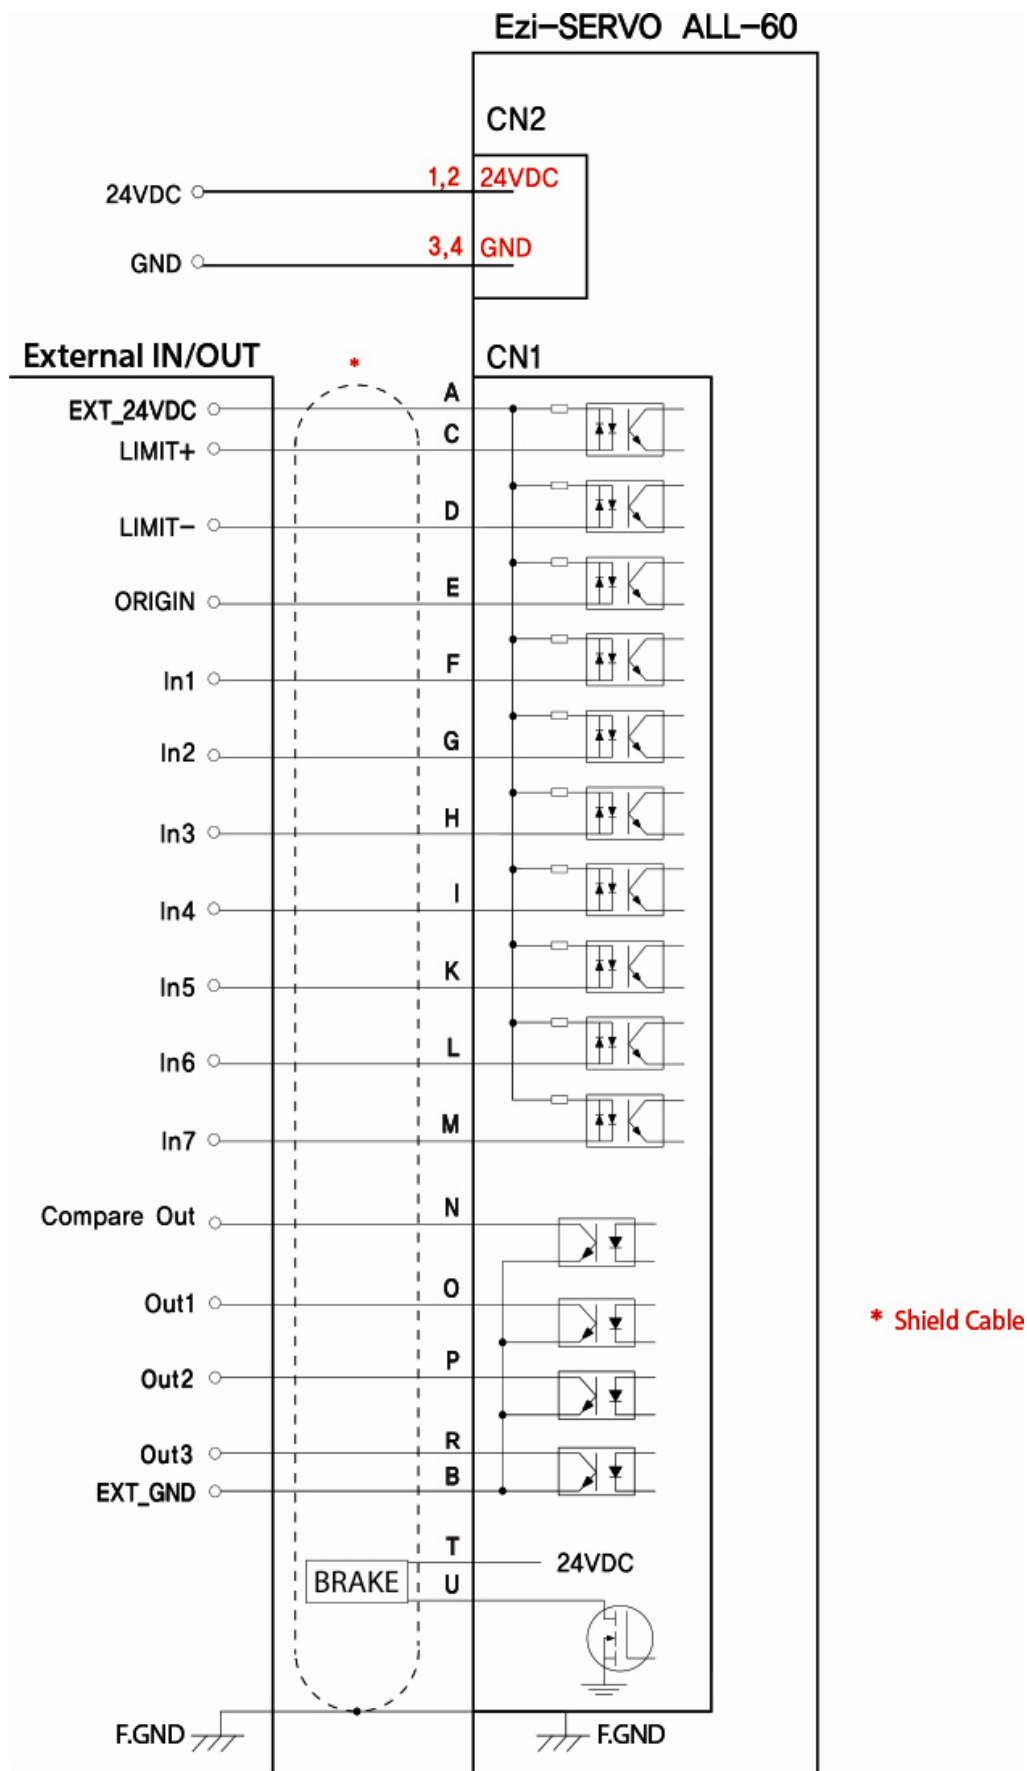 Ezi-SERVO ALL-60
CN2
24VDC 1,2 24VDC
GND 3,4 GND
External IN/OUT * CN1
EXT_24VDC A
LIMIT+ C
LIMIT- D
ORIGIN E
In1 F
In2 G
In3 H
In4 I
In5 K
In6 L
In7 M
Compare Out N
Out1 O
* Shield Cable
Out2 P
Out3 R
EXT_GND B
T 24VDC
BRAKE U
F.GND F.GND